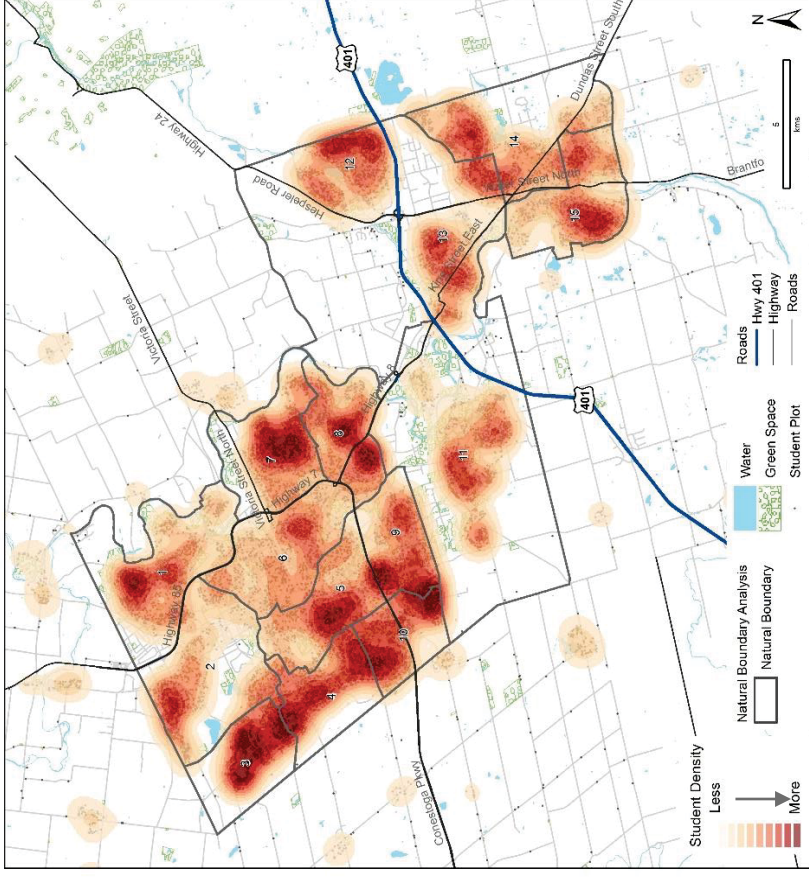 Highway 24
Victoria Street
401
Hespeler Road
12
Victoria Street North
Highway 85
1
2
7
Highway 7
6
8
Highway 8
13
King Street East
14
Dundas Street South
Street North
15
Brantfo
3
4
5
9
10
11
Conestoga Pkwy
401
Student Density
Less
More
Natural Boundary Analysis
Natural Boundary
Water
Green Space
Student Plot
Roads
Hwy 401
Highway
Roads
5
kms
N